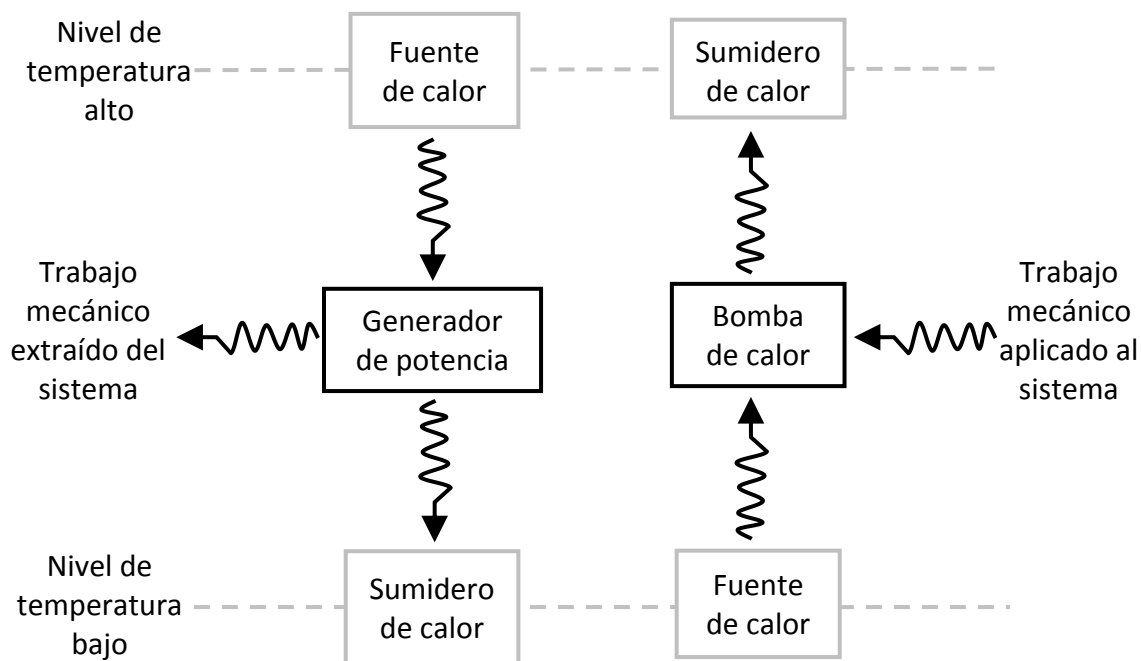 Nivel de
temperatura
alto
Fuente
de calor
Sumidero
de calor
Trabajo
mecánico
extraído del
sistema
Generador
de potencia
Bomba
de calor
Trabajo
mecánico
aplicado al
sistema
Nivel de
temperatura
bajo
Sumidero
de calor
Fuente
de calor